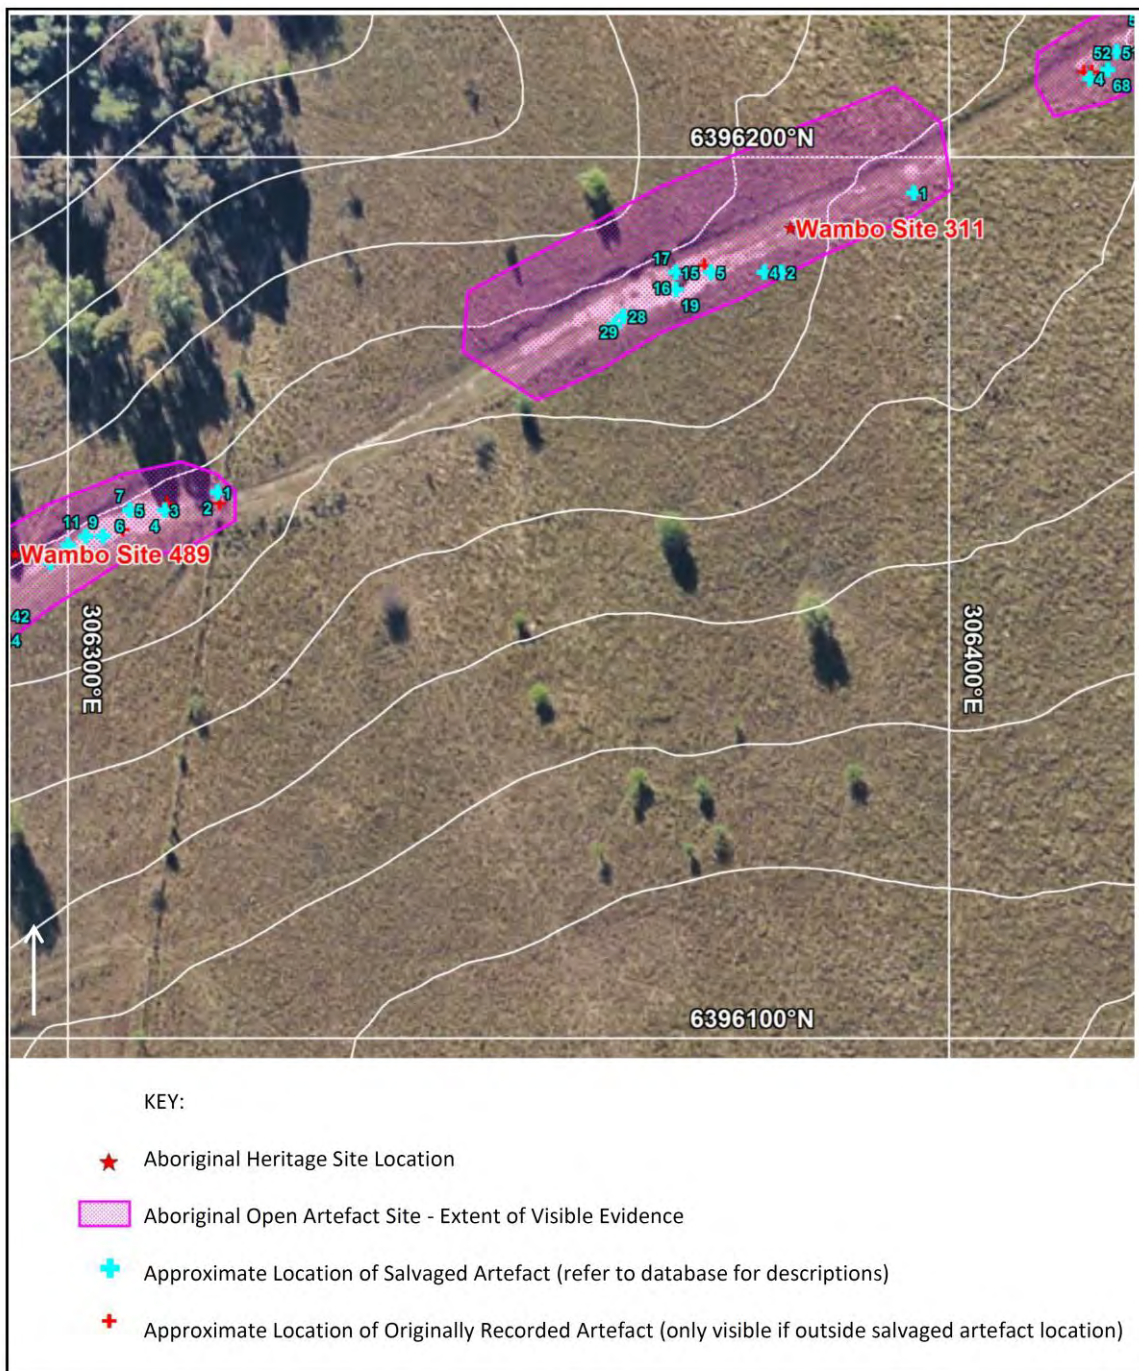 5
52 51
4 68
6396200°N
1
Wambo Site 311
17 15 5 4 2
16 19
28
29
7 1
5 3 2
11 9 6 4
Wambo Site 489
42
4
306300°E
306400°E
6396100°N
KEY:
Aboriginal Heritage Site Location
Aboriginal Open Artefact Site - Extent of Visible Evidence
Approximate Location of Salvaged Artefact (refer to database for descriptions)
Approximate Location of Originally Recorded Artefact (only visible if outside salvaged artefact location)